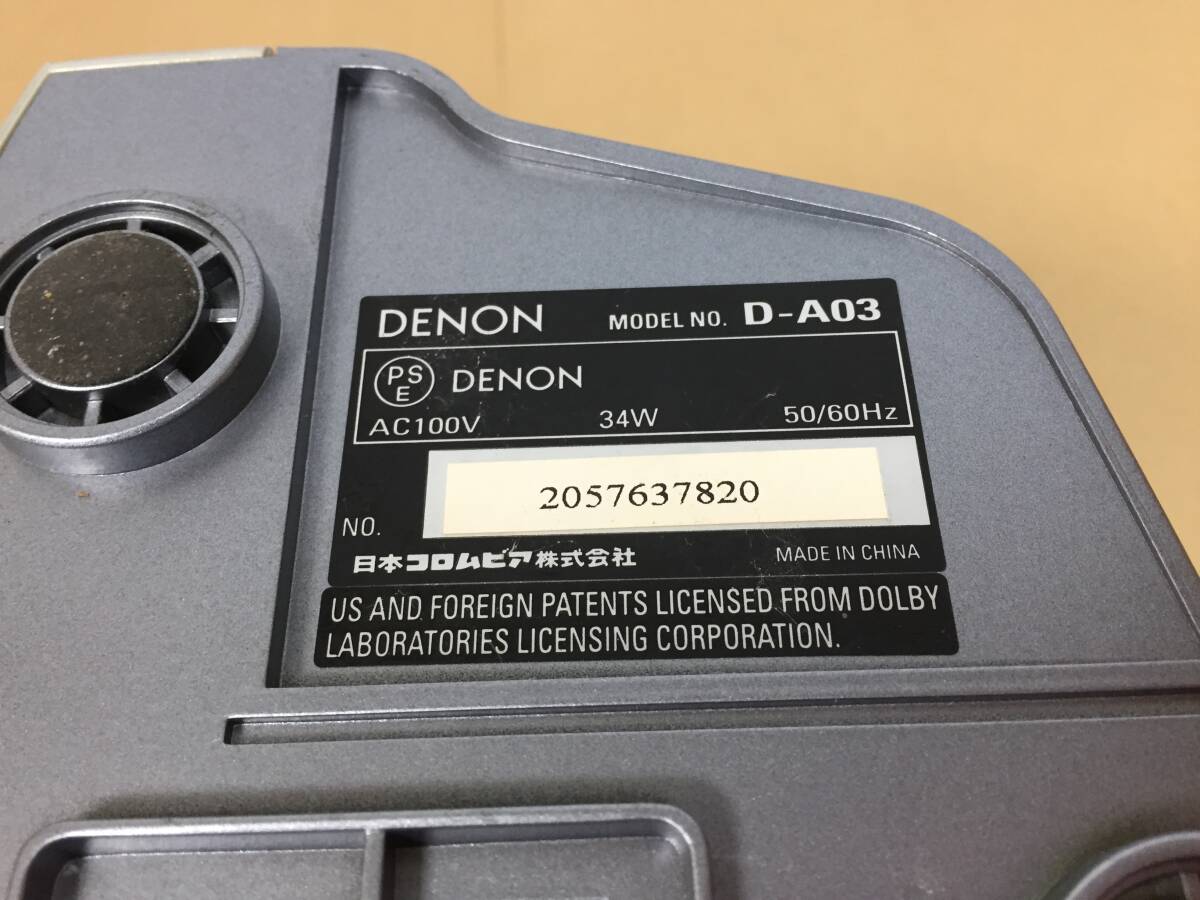 DENON MODEL NO. D-A03
PS E DENON
AC100V 34W 50/60Hz
NO. 2057637820
日本コロムビア株式会社 MADE IN CHINA
US AND FOREIGN PATENTS LICENSED FROM DOLBY
LABORATORIES LICENSING CORPORATION.